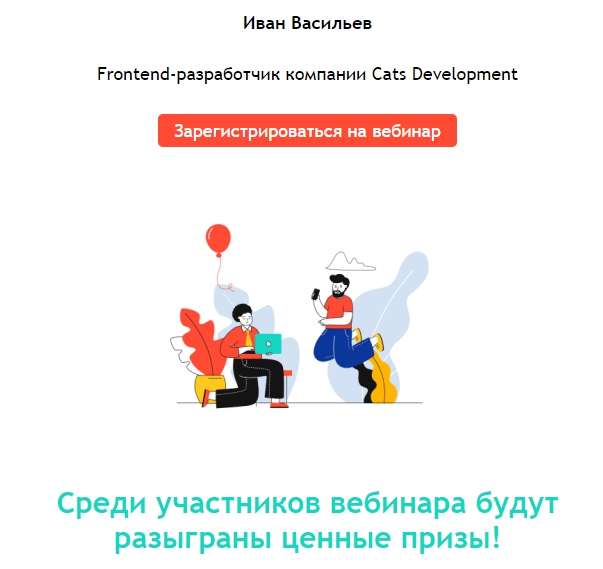 Иван Васильев
Frontend-разработчик компании Cats Development
Зарегистрироваться на вебинар
Среди участников вебинара будут
разыграны ценные призы!